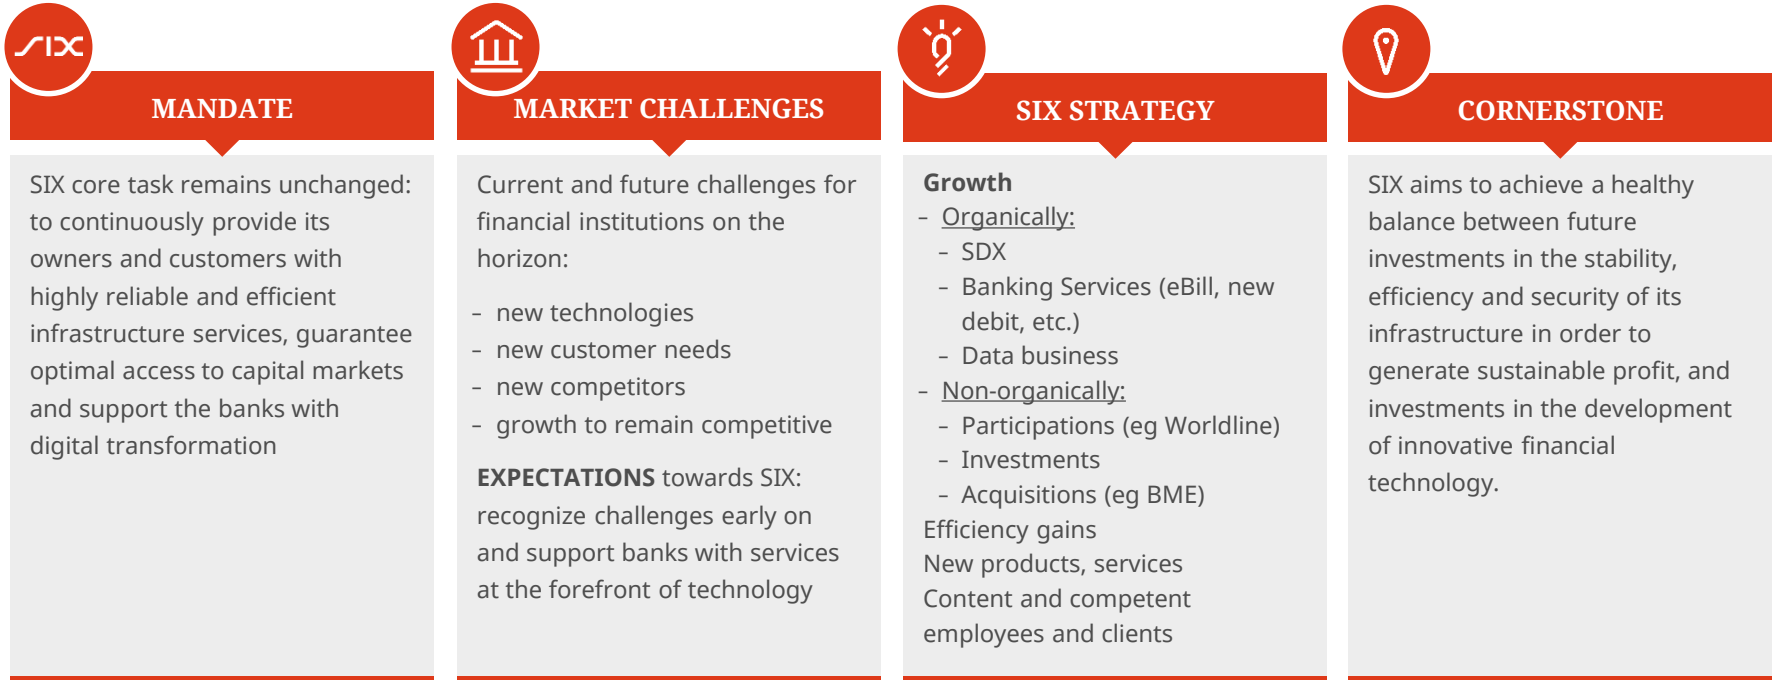 SIX
MANDATE
SIX core task remains unchanged:
to continuously provide its
owners and customers with
highly reliable and efficient
infrastructure services, guarantee
optimal access to capital markets
and support the banks with
digital transformation
MARKET CHALLENGES
Current and future challenges for
financial institutions on the
horizon:
– new technologies
– new customer needs
– new competitors
– growth to remain competitive
EXPECTATIONS towards SIX:
recognize challenges early on
and support banks with services
at the forefront of technology
SIX STRATEGY
Growth
– Organically:
– SDX
– Banking Services (eBill, new
debit, etc.)
– Data business
– Non-organically:
– Participations (eg Worldline)
– Investments
– Acquisitions (eg BME)
Efficiency gains
New products, services
Content and competent
employees and clients
CORNERSTONE
SIX aims to achieve a healthy
balance between future
investments in the stability,
efficiency and security of its
infrastructure in order to
generate sustainable profit, and
investments in the development
of innovative financial
technology.